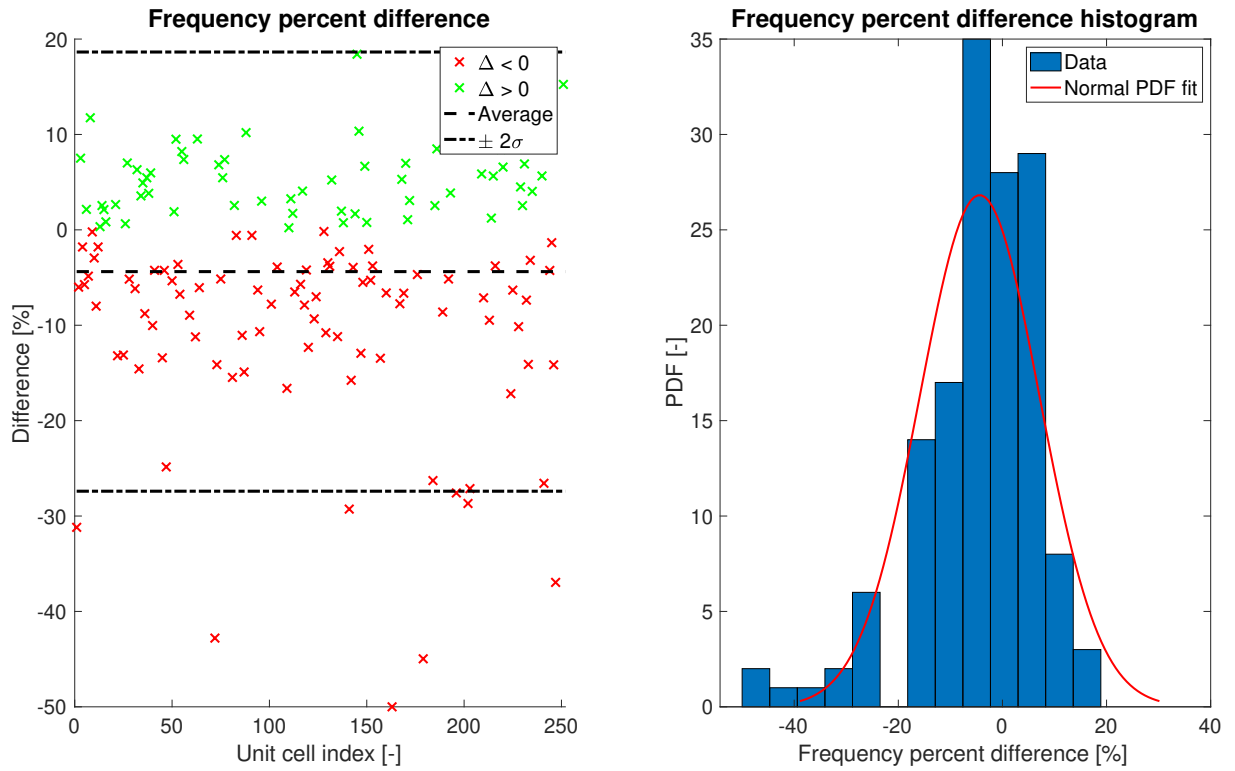 Frequency percent difference
20
10
0
-10
-20
-30
-40
-50
0
50
100
150
200
250
Difference [%]
Unit cell index [-]
Δ < 0
Δ > 0
Average
± 2σ
Frequency percent difference histogram
35
30
25
20
15
10
5
0
-40
-20
0
20
40
PDF [-]
Frequency percent difference [%]
Data
Normal PDF fit